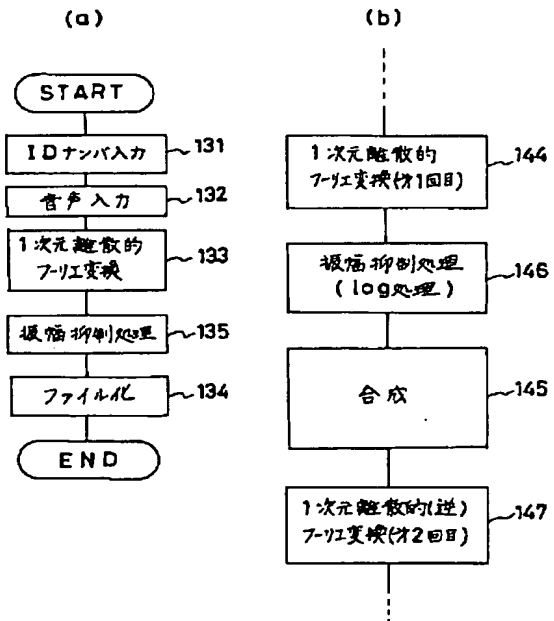 (a)
START
IDナンバ入力
131
音声入力
132
1次元離散的
フーリエ変換
133
振幅抑制処理
135
ファイル化
134
END
(b)
1次元離散的
フーリエ変換(才1回目)
144
振幅抑制処理
(log処理)
146
合成
145
1次元離散的(逆)
フーリエ変換(才2回目)
147